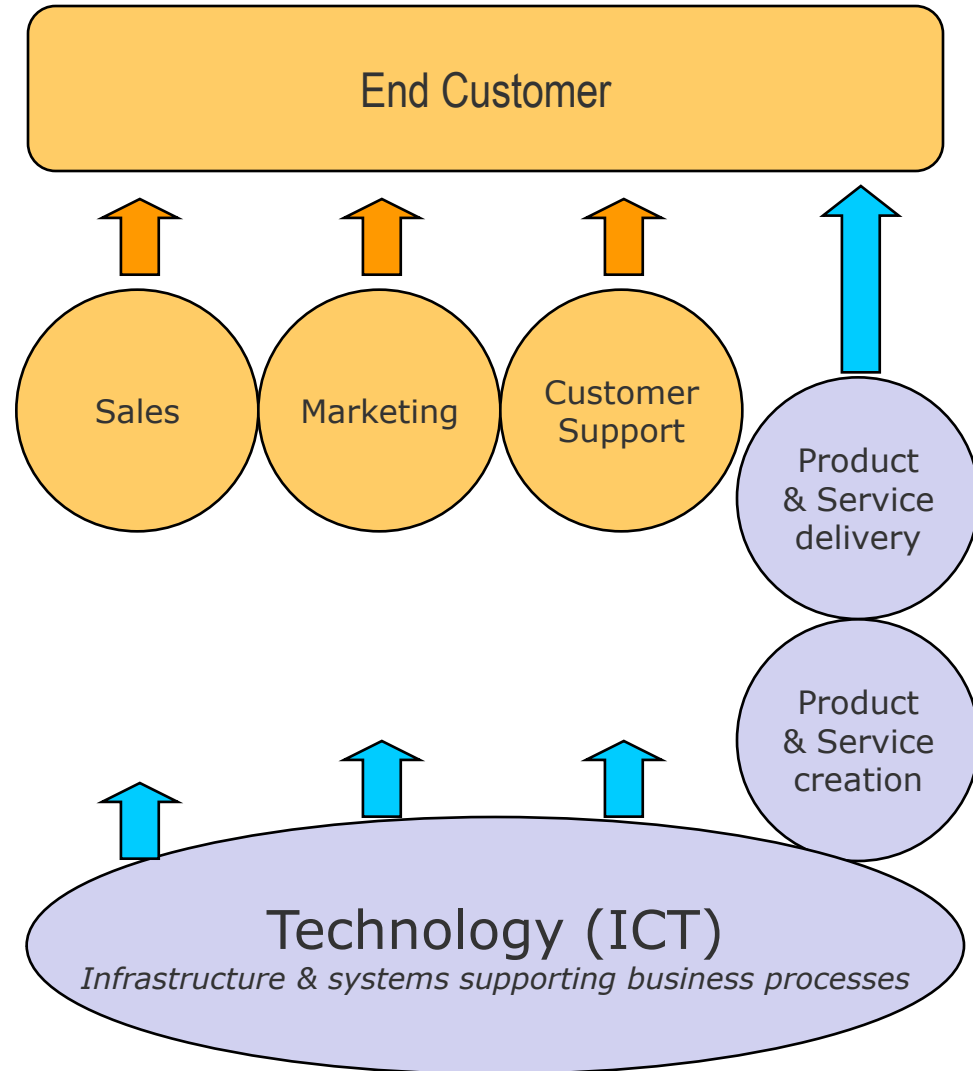 End Customer
Sales
Marketing
Customer
Support
Product
& Service
delivery
Product
& Service
creation
Technology (ICT)
Infrastructure & systems supporting business processes